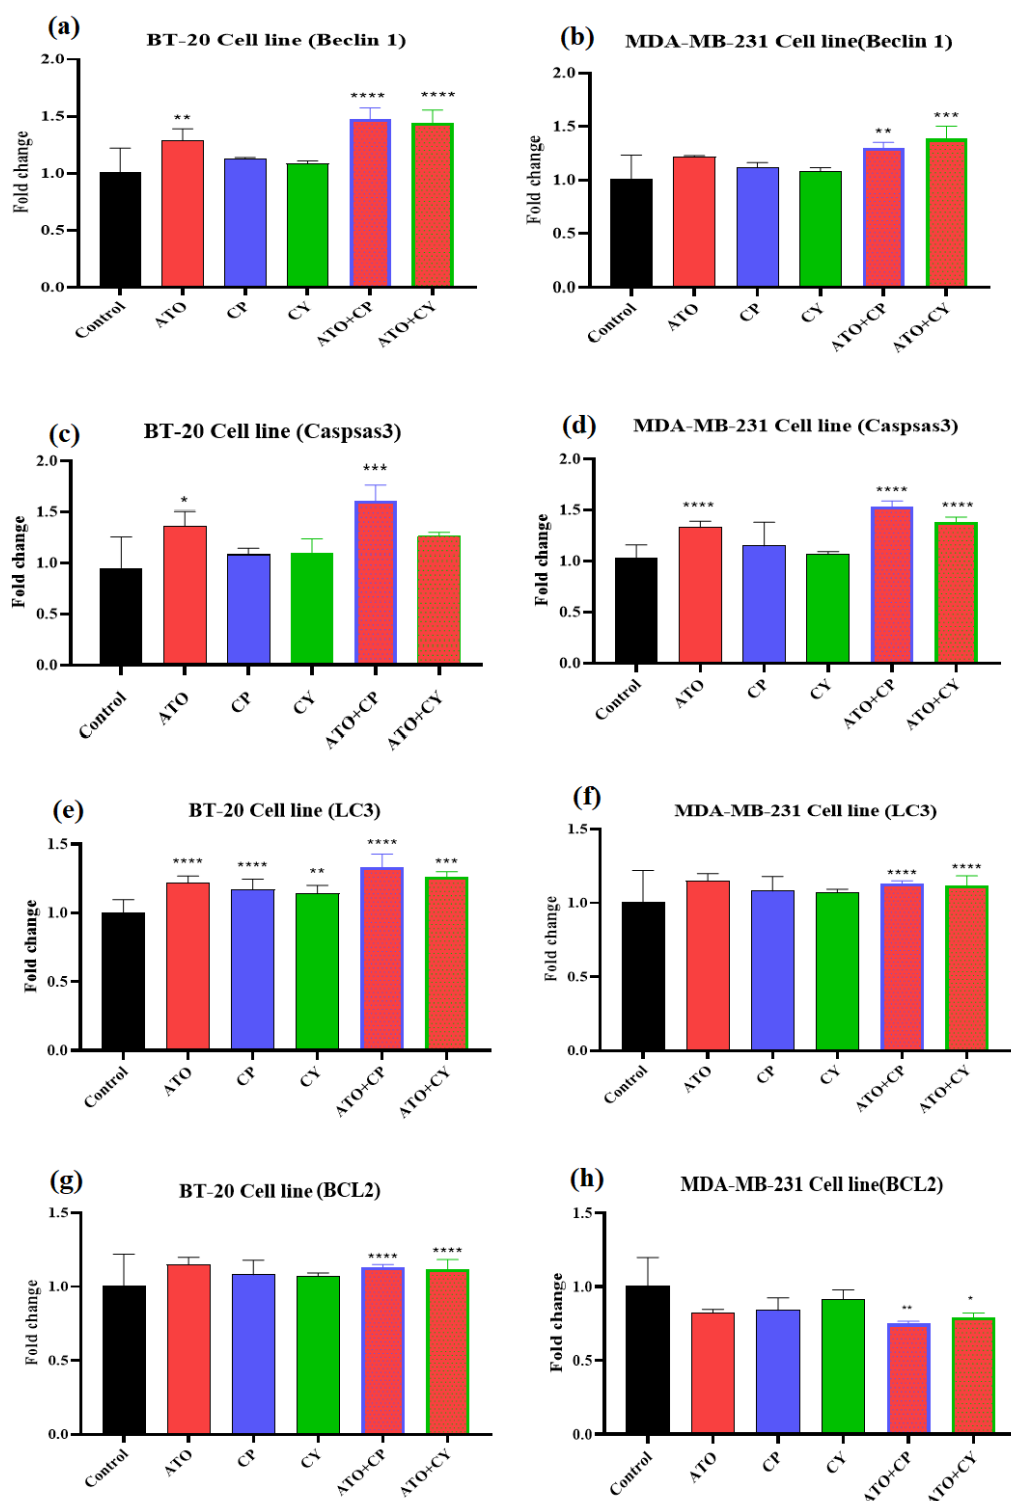 (a)
BT-20 Cell line (Beclin 1)
Fold change
2.0
1.5
1.0
0.5
0.0
**
****
****
Control
ATO
CP
CY
ATO+CP
ATO+CY
(b)
MDA-MB-231 Cell line(Beclin 1)
Fold change
2.0
1.5
1.0
0.5
0.0
**
***
Control
ATO
CP
CY
ATO+CP
ATO+CY
(c)
BT-20 Cell line (Caspsas3)
Fold change
2.0
1.5
1.0
0.5
0.0
*
***
Control
ATO
CP
CY
ATO+CP
ATO+CY
(d)
MDA-MB-231 Cell line (Caspsas3)
Fold change
2.0
1.5
1.0
0.5
0.0
****
****
****
Control
ATO
CP
CY
ATO+CP
ATO+CY
(e)
BT-20 Cell line (LC3)
Fold change
1.5
1.0
0.5
0.0
****
****
**
****
***
Control
ATO
CP
CY
ATO+CP
ATO+CY
(f)
MDA-MB-231 Cell line (LC3)
Fold change
1.5
1.0
0.5
0.0
****
****
Control
ATO
CP
CY
ATO+CP
ATO+CY
(g)
BT-20 Cell line (BCL2)
Fold change
1.5
1.0
0.5
0.0
****
****
Control
ATO
CP
CY
ATO+CP
ATO+CY
(h)
MDA-MB-231 Cell line(BCL2)
Fold change
1.5
1.0
0.5
0.0
**
*
Control
ATO
CP
CY
ATO+CP
ATO+CY